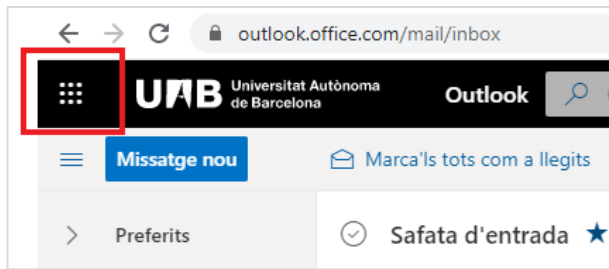 outlook.office.com/mail/inbox
UAB Universitat Autònoma
de Barcelona
Outlook
Missatge nou
Marca'ls tots com a llegits
Preferits
Safata d'entrada